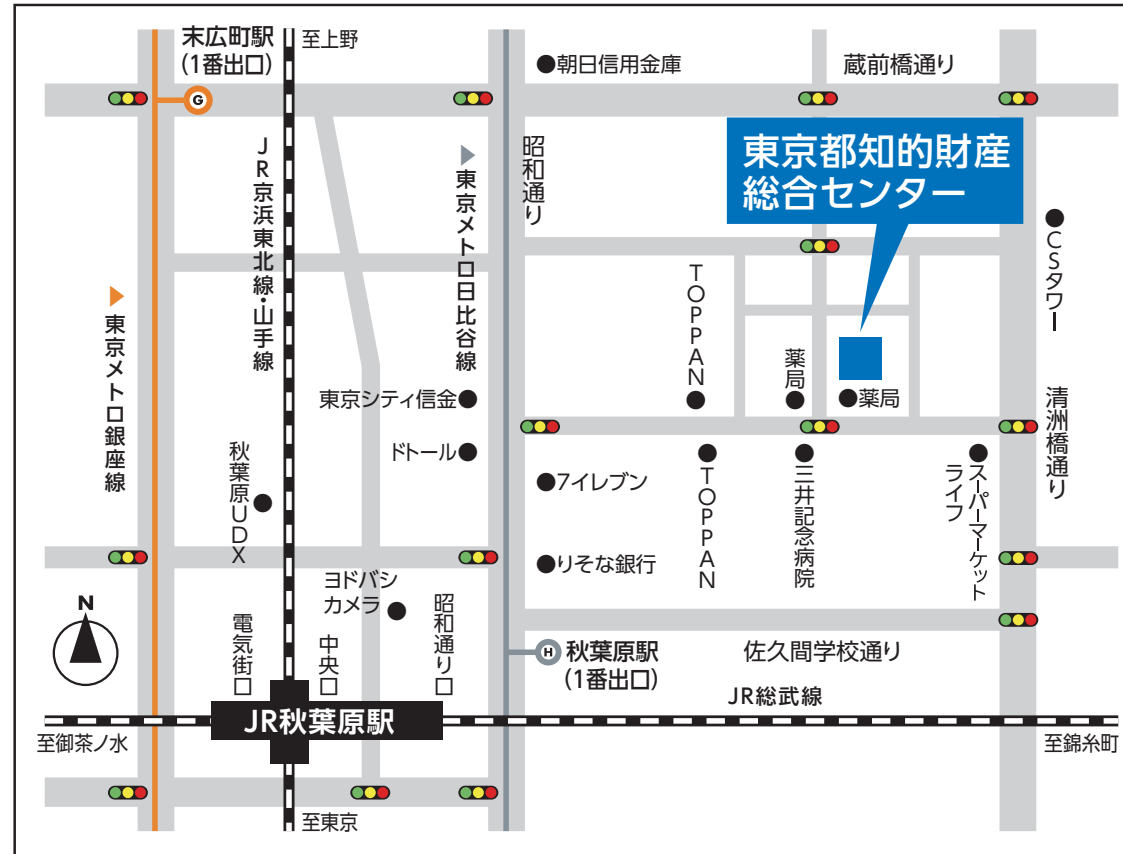 末広町駅
(1番出口)
至上野
朝日信用金庫
蔵前橋通り
G
JR京浜東北線・山手線
東京メトロ日比谷線
昭和通り
東京都知的財産
総合センター
CSタワー
東京メトロ銀座線
TOPPAN
薬局
薬局
東京シティ信金
清洲橋通り
ドトール
秋葉原UDX
7イレブン
TOPPAN
三井記念病院
スーパーマーケット
ライフ
りそな銀行
ヨドバシ
カメラ
N
電気街口
中央口
昭和通り口
H
秋葉原駅
(1番出口)
佐久間学校通り
JR総武線
JR秋葉原駅
至御茶ノ水
至錦糸町
至東京